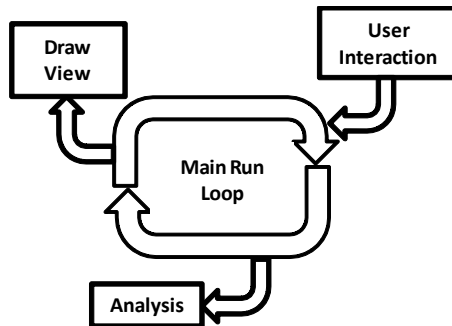 Draw
View
User
Interaction
Main Run
Loop
Analysis